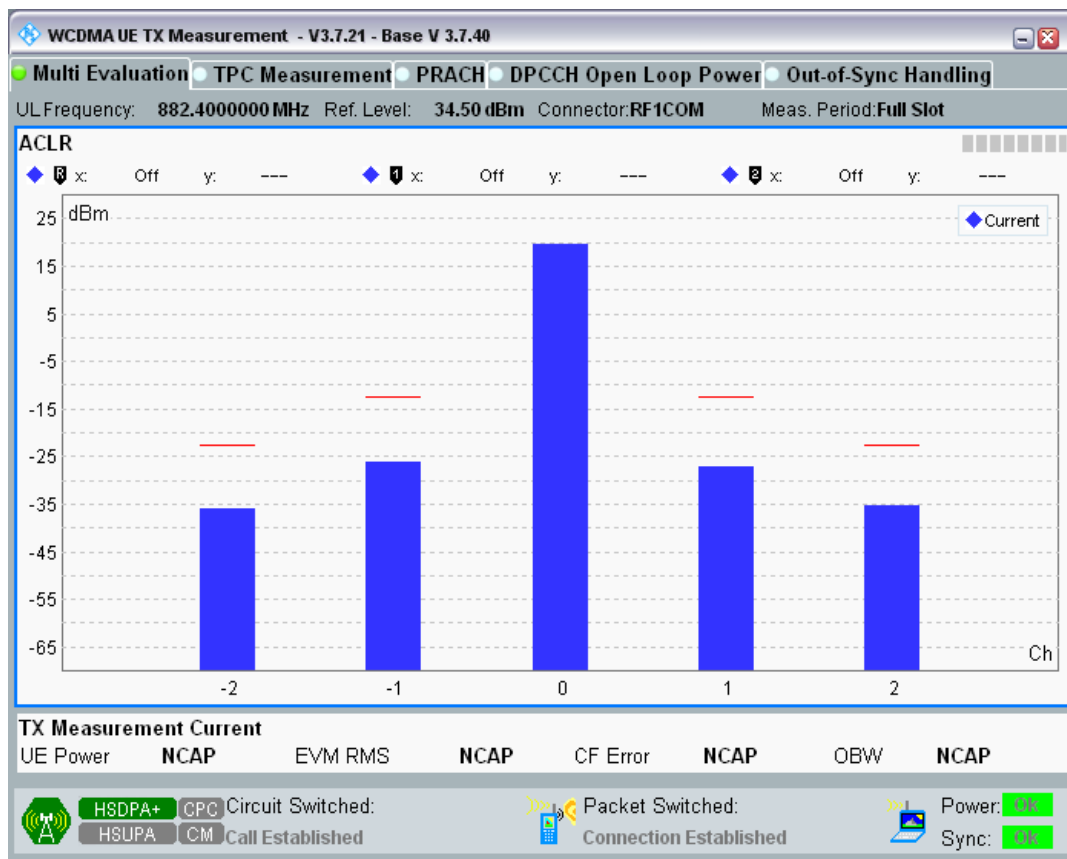 WCDMA UE TX Measurement - V3.7.21 - Base V 3.7.40
Multi Evaluation TPC Measurement PRACH DPCCH Open Loop Power Out-of-Sync Handling
UL Frequency: 882.4000000 MHz Ref. Level: 34.50 dBm Connector:RF1COM Meas. Period:Full Slot
ACLR
R x: Off y: --- 1 x: Off y: --- 2 x: Off y: ---
dBm
Current
25
15
5
-5
-15
-25
-35
-45
-55
-65
Ch
-2 -1 0 1 2
TX Measurement Current
UE Power NCAP EVM RMS NCAP CF Error NCAP OBW NCAP
HSDPA+ CPC Circuit Switched: Packet Switched: Power: Ok
HSUPA CM Call Established Connection Established Sync: Ok